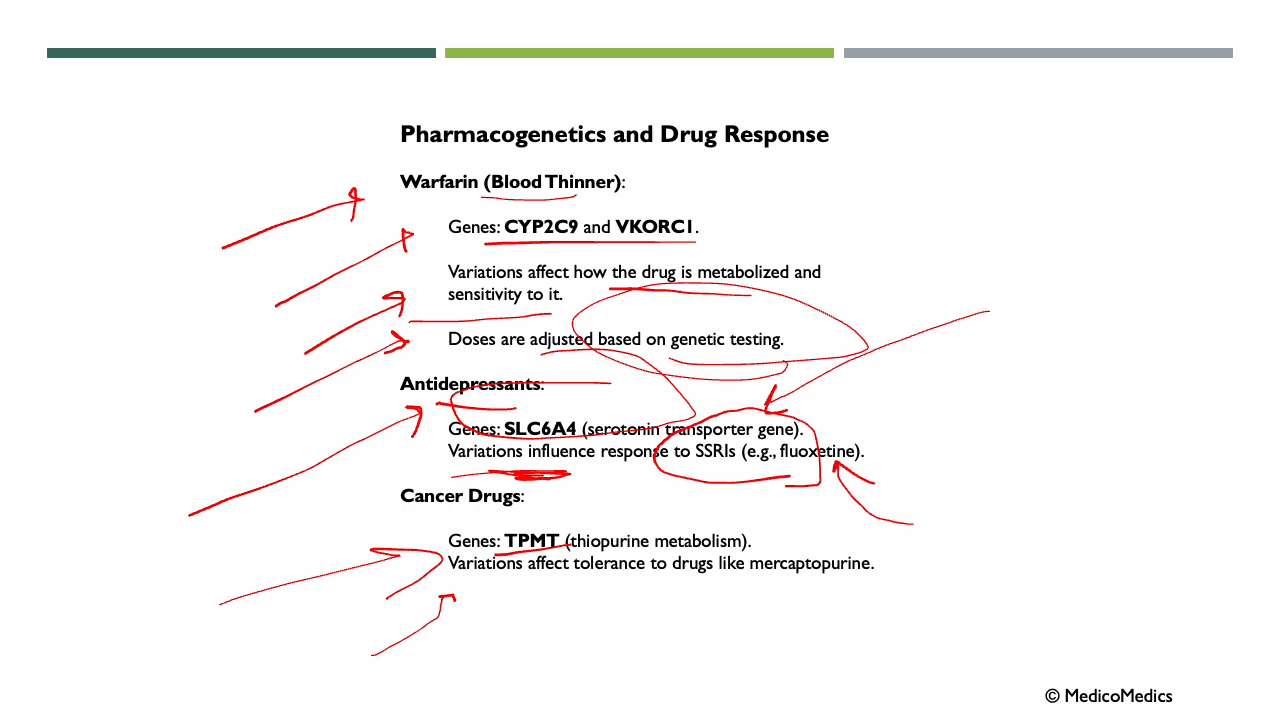 Pharmacogenetics and Drug Response
Warfarin (Blood Thinner):
Genes: CYP2C9 and VKORC1.
Variations affect how the drug is metabolized and
sensitivity to it.
Doses are adjusted based on genetic testing.
Antidepressants:
Genes: SLC6A4 (serotonin transporter gene).
Variations influence response to SSRIs (e.g., fluoxetine).
Cancer Drugs:
Genes: TPMT (thiopurine metabolism).
Variations affect tolerance to drugs like mercaptopurine.
© MedicoMedics